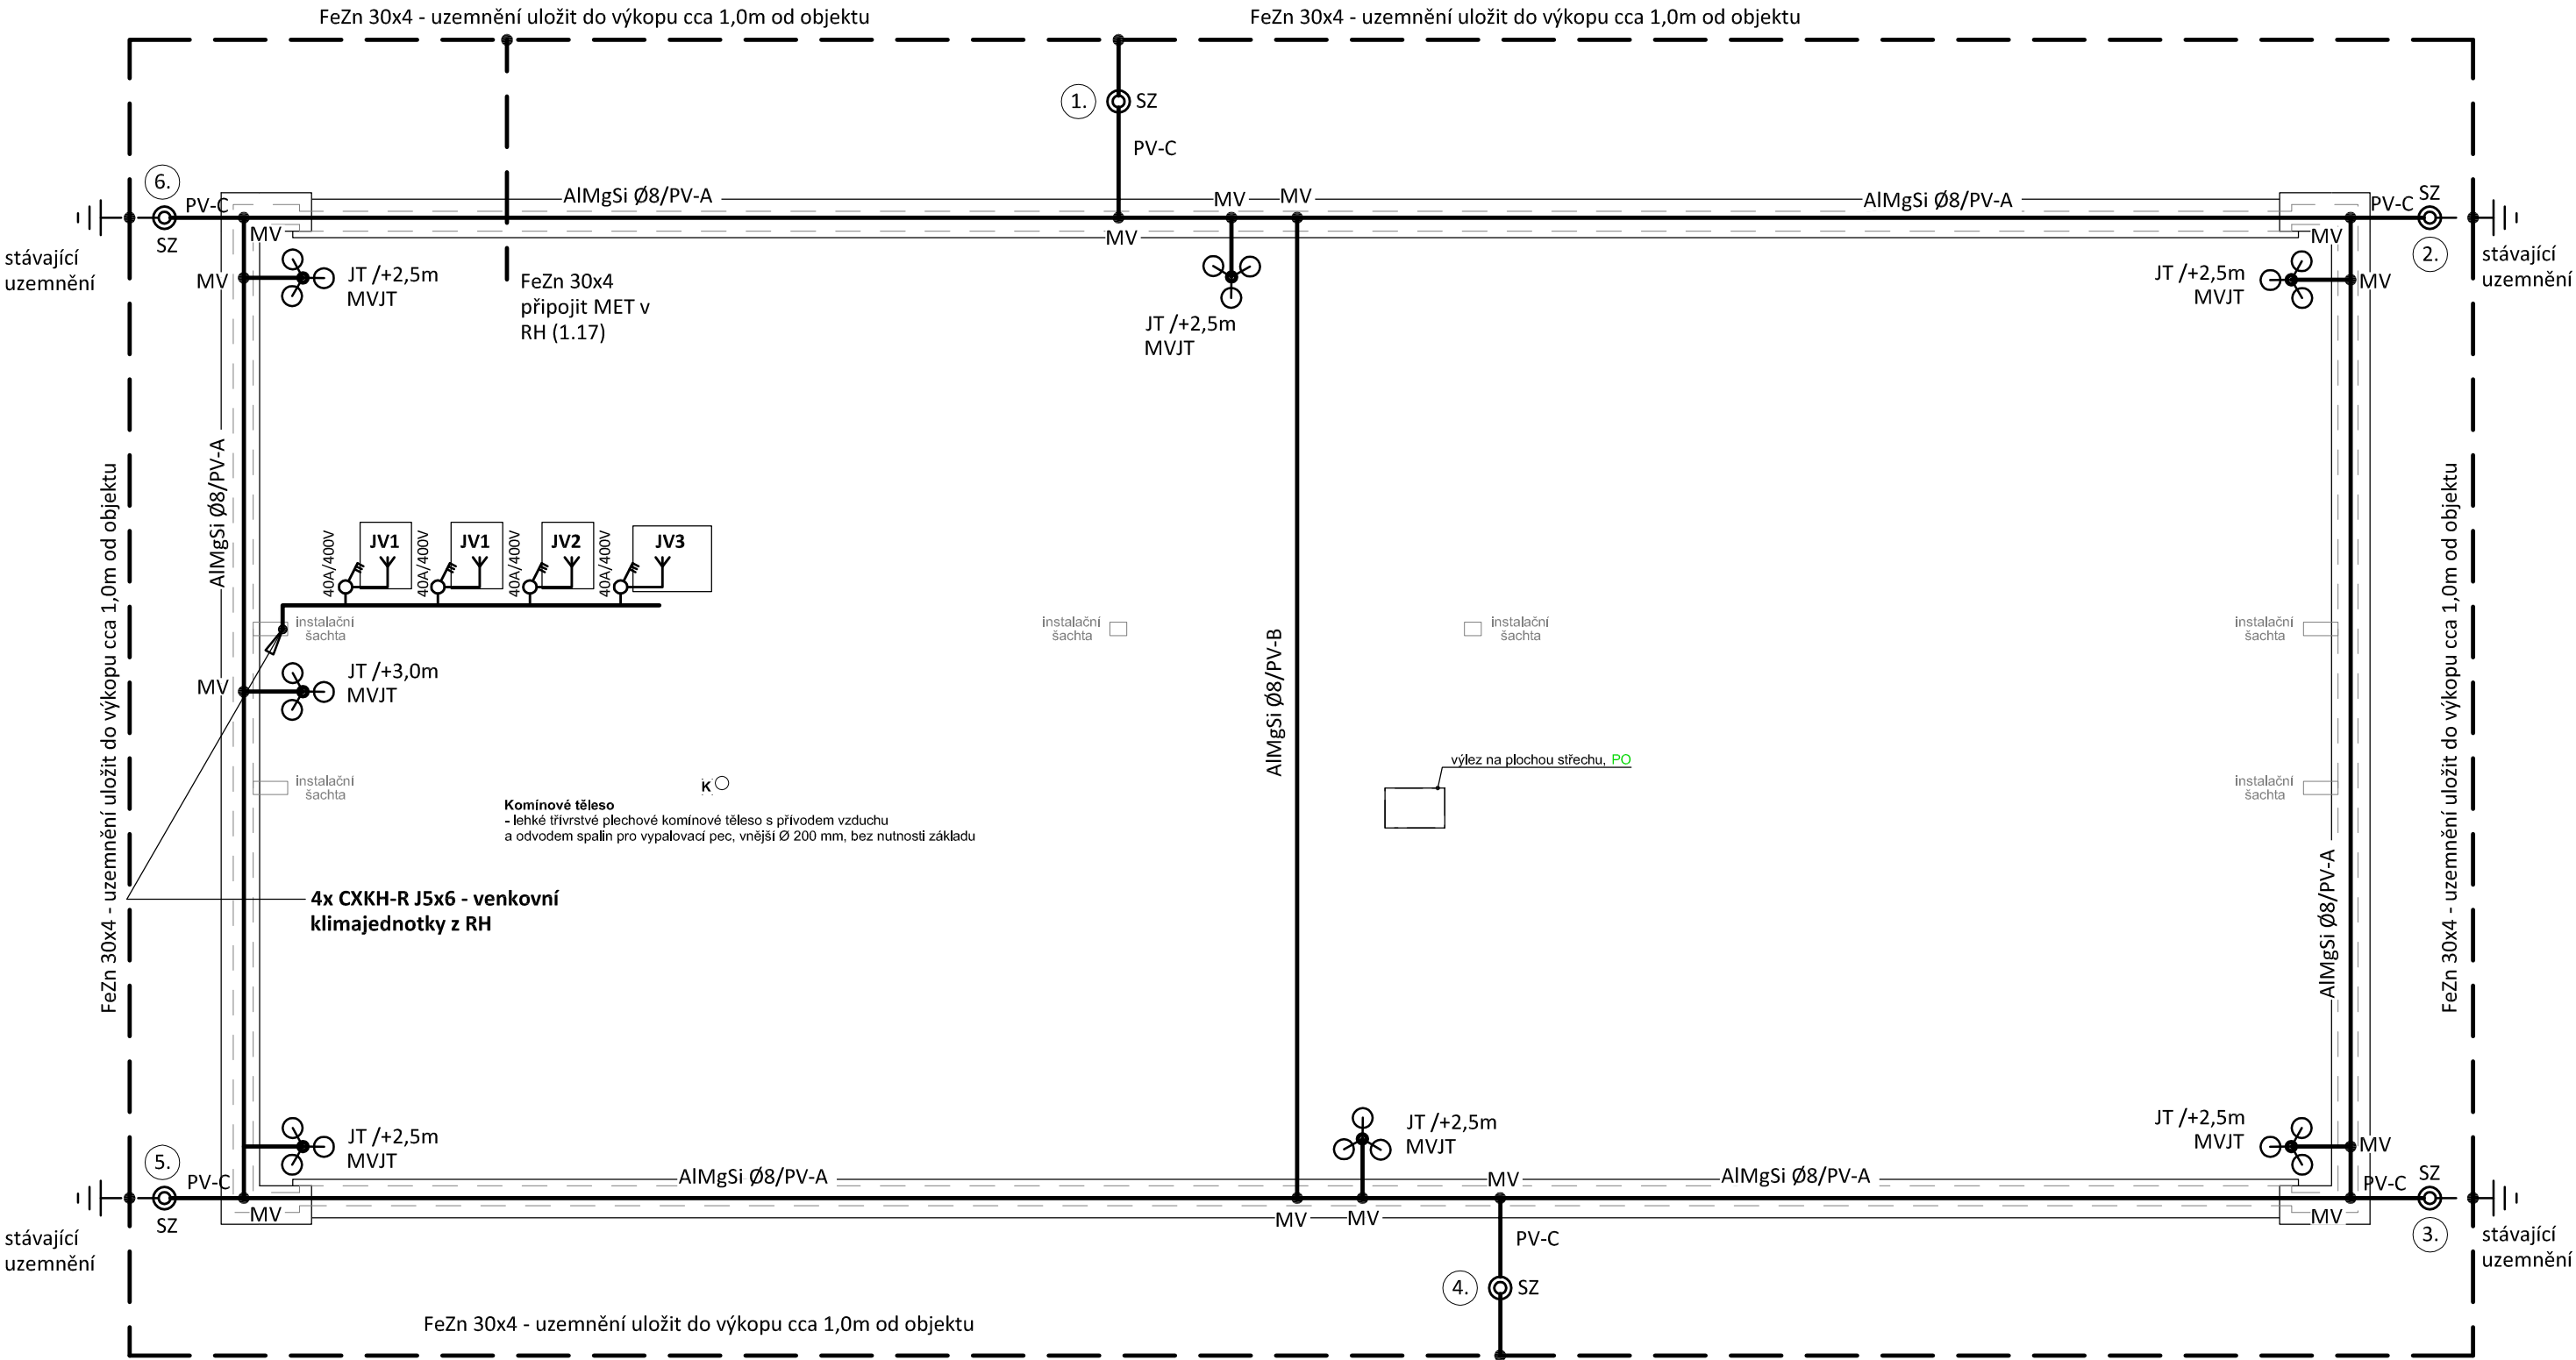 FeZn 30x4 - uzemnění uložit do výkopu cca 1,0m od objektu
FeZn 30x4 - uzemnění uložit do výkopu cca 1,0m od objektu
1.
SZ
PV-C
6.
PV-C
SZ
MV
stávající
uzemnění
AlMgSi Ø8/PV-A
MV
MV
MV
AlMgSi Ø8/PV-A
PV-C
SZ
MV
2.
stávající
uzemnění
MV
JT /+2,5m
MVJT
FeZn 30x4
připojit MET v
RH (1.17)
JT /+2,5m
MVJT
JT /+2,5m
MVJT
MV
FeZn 30x4 - uzemnění uložit do výkopu cca 1,0m od objektu
AlMgSi Ø8/PV-A
40A/400V
JV1
40A/400V
JV1
40A/400V
JV2
40A/400V
JV3
instalační
šachta
instalační
šachta
instalační
šachta
instalační
šachta
MV
JT /+3,0m
MVJT
AlMgSi Ø8/PV-B
FeZn 30x4 - uzemnění uložit do výkopu cca 1,0m od objektu
instalační
šachta
K
Komínové těleso
- lehké třívrstvé plechové komínové těleso s přívodem vzduchu
a odvodem spalin pro vypalovací pec, vnější Ø 200 mm, bez nutnosti základu
výlez na plochou střechu, PO
instalační
šachta
4x CXKH-R J5x6 - venkovní
klimajednotky z RH
AlMgSi Ø8/PV-A
JT /+2,5m
MVJT
JT /+2,5m
MVJT
JT /+2,5m
MVJT
MV
5.
PV-C
SZ
MV
stávající
uzemnění
AlMgSi Ø8/PV-A
MV
MV
MV
AlMgSi Ø8/PV-A
PV-C
SZ
MV
3.
stávající
uzemnění
PV-C
4.
SZ
FeZn 30x4 - uzemnění uložit do výkopu cca 1,0m od objektu